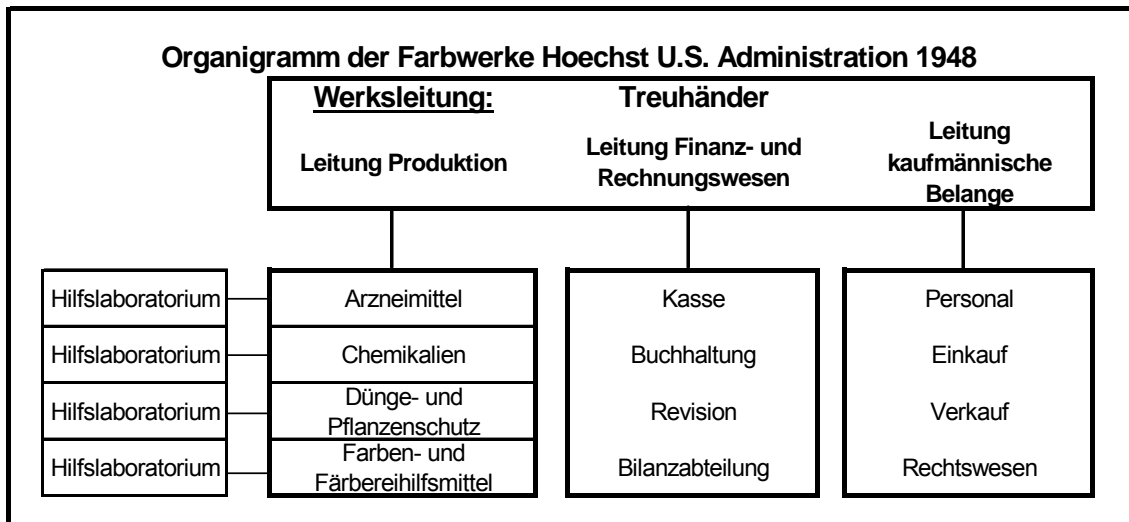 Organigramm der Farbwerke Hoechst U.S. Administration 1948
Werksleitung: Treuhänder
Leitung Produktion
Leitung Finanz- und
Rechnungswesen
Leitung
kaufmännische
Belange
Hilfslaboratorium Arzneimittel Kasse Personal
Hilfslaboratorium Chemikalien Buchhaltung Einkauf
Hilfslaboratorium Dünge- und
Pflanzenschutz Revision Verkauf
Hilfslaboratorium Farben- und
Färbereihilfsmittel Bilanzabteilung Rechtswesen